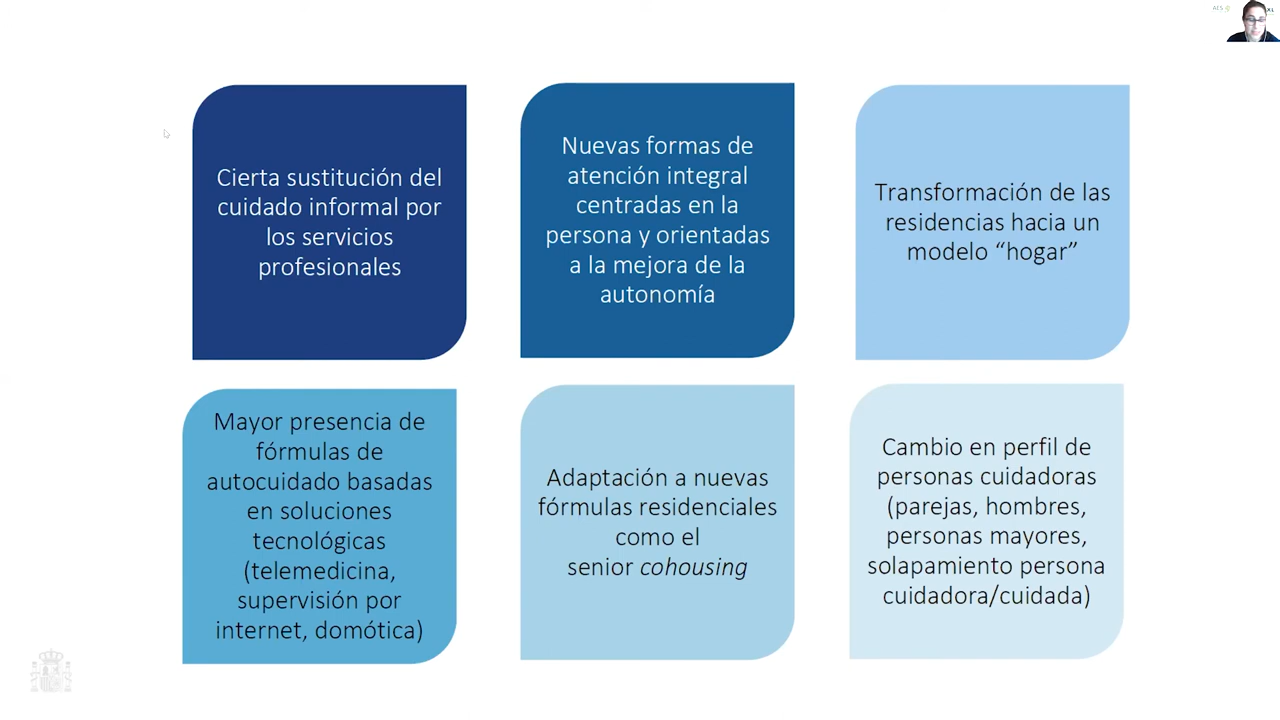 AES
XL
Cierta sustitución del
cuidado informal por
los servicios
profesionales
Nuevas formas de
atención integral
centradas en la
persona y orientadas
a la mejora de la
autonomía
Transformación de las
residencias hacia un
modelo “hogar”
Mayor presencia de
fórmulas de
autocuidado basadas
en soluciones
tecnológicas
(telemedicina,
supervisión por
internet, domótica)
Adaptación a nuevas
fórmulas residenciales
como el
senior cohousing
Cambio en perfil de
personas cuidadoras
(parejas, hombres,
personas mayores,
solapamiento persona
cuidadora/cuidada)